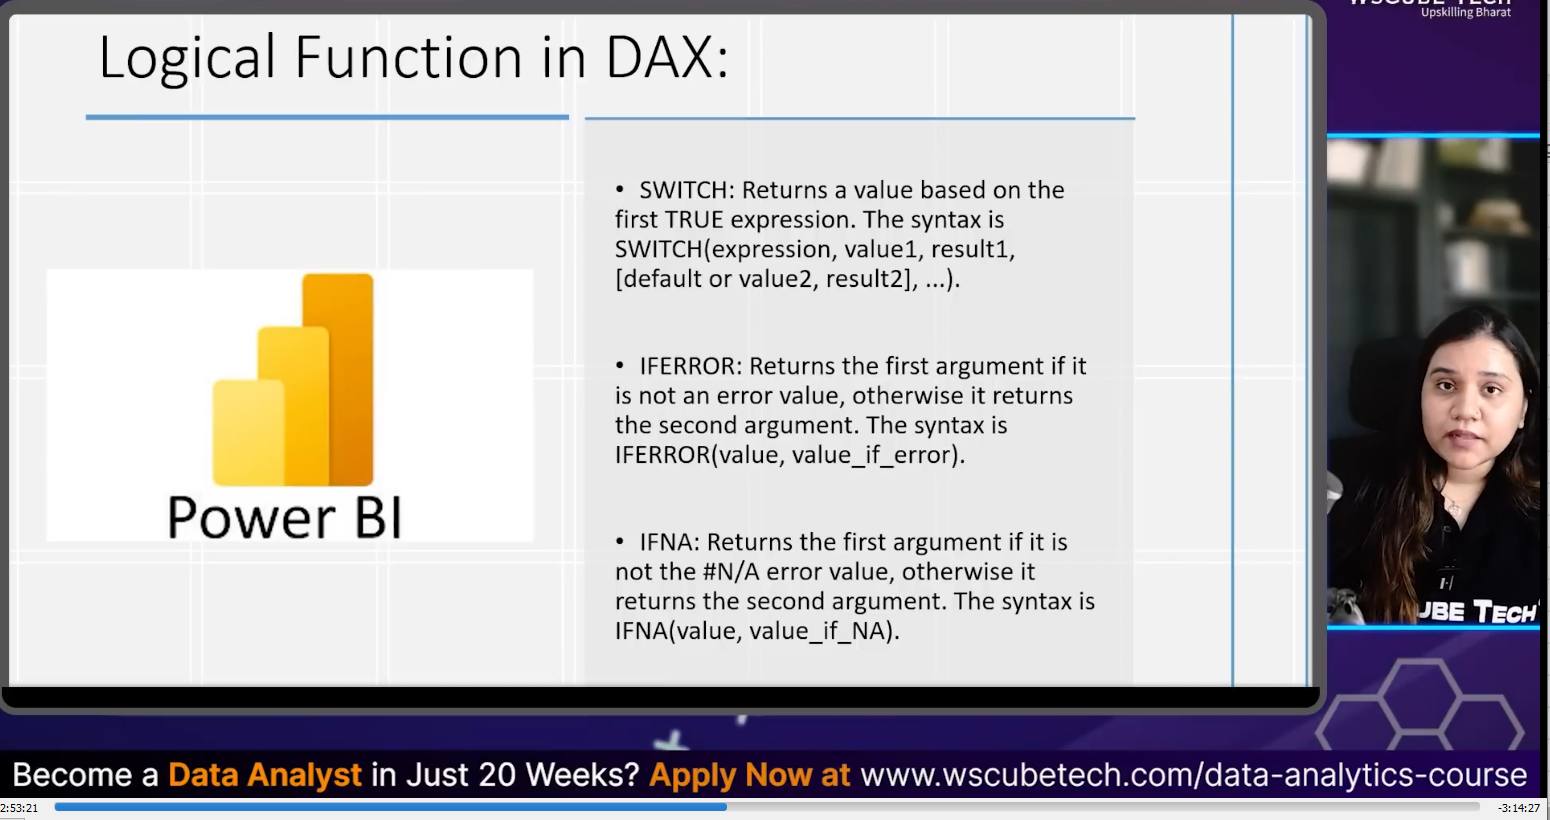 WSCUBE TECH
Upskilling Bharat
Logical Function in DAX:
• SWITCH: Returns a value based on the
first TRUE expression. The syntax is
SWITCH(expression, value1, result1,
[default or value2, result2], ...).
• IFERROR: Returns the first argument if it
is not an error value, otherwise it returns
the second argument. The syntax is
IFERROR(value, value_if_error).
• IFNA: Returns the first argument if it is
not the #N/A error value, otherwise it
returns the second argument. The syntax is
IFNA(value, value_if_NA).
Power BI
UBE TECH
Become a Data Analyst in Just 20 Weeks? Apply Now at www.wscubetech.com/data-analytics-course
2:53:21
-3:14:27